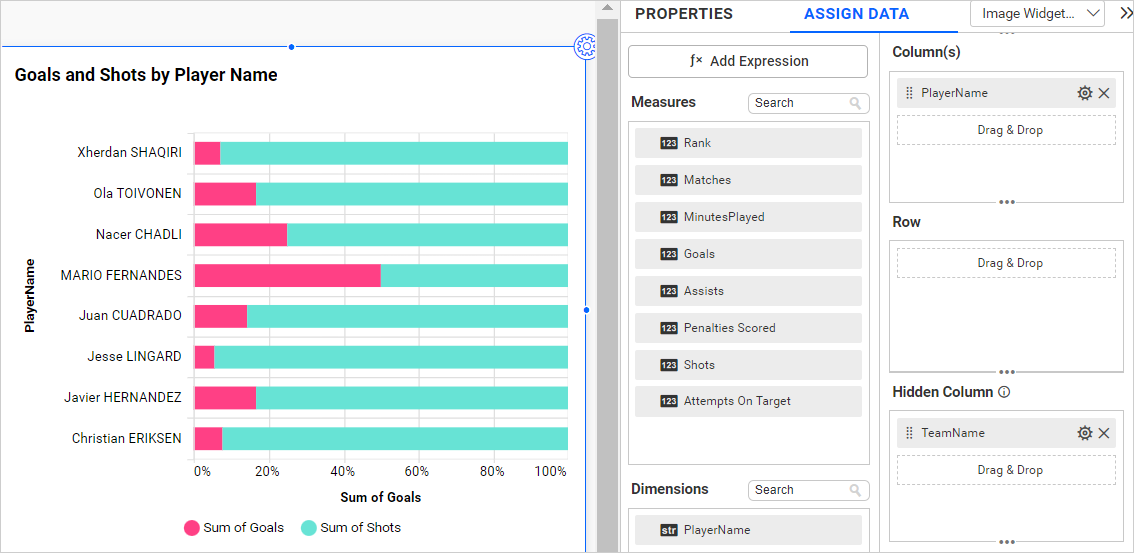 PROPERTIES
ASSIGN DATA
Image Widget...
Goals and Shots by Player Name
PlayerName
Xherdan SHAQIRI
Ola TOIVONEN
Nacer CHADLI
MARIO FERNANDES
Juan CUADRADO
Jesse LINGARD
Javier HERNANDEZ
Christian ERIKSEN
0% 20% 40% 60% 80% 100%
Sum of Goals
Sum of Goals Sum of Shots
ƒx Add Expression
Measures
Search
123 Rank
123 Matches
123 MinutesPlayed
123 Goals
123 Assists
123 Penalties Scored
123 Shots
123 Attempts On Target
Dimensions
Search
str PlayerName
Column(s)
PlayerName
Drag & Drop
Row
Drag & Drop
Hidden Column
TeamName
Drag & Drop